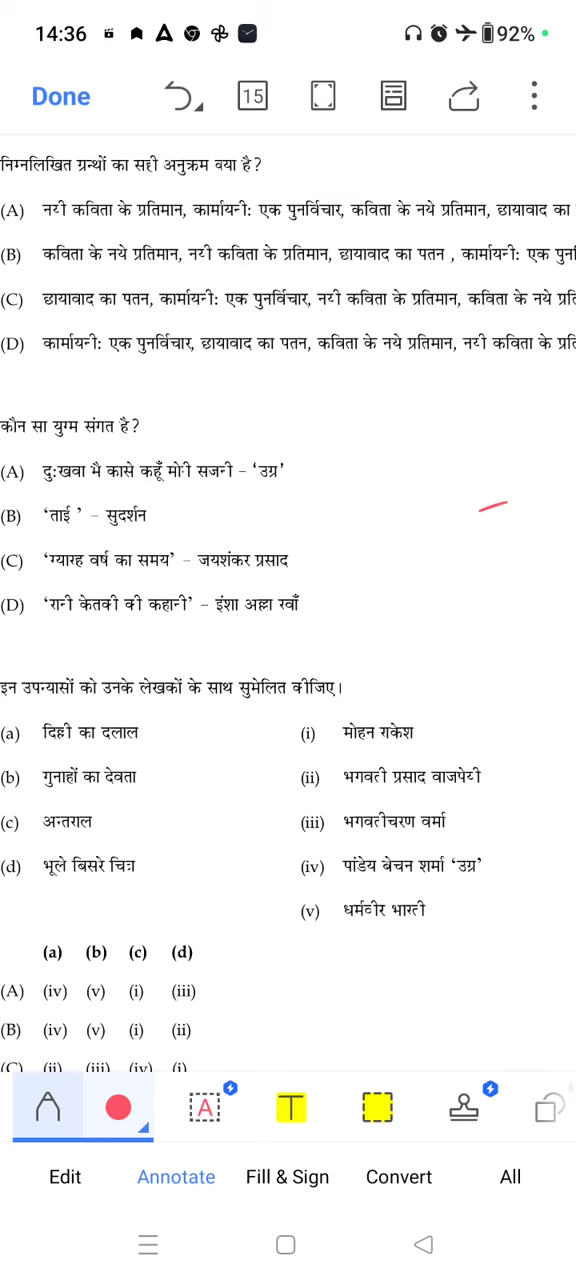 14:36 92%
Done 15
निम्नलिखित ग्रन्थों का सही अनुक्रम क्या है?
(A) नयी कविता के प्रतिमान, कामायनी: एक पुनर्विचार, कविता के नये प्रतिमान, छायावाद का
(B) कविता के नये प्रतिमान, नयी कविता के प्रतिमान, छायावाद का पतन , कामायनी: एक पुन
(C) छायावाद का पतन, कामायनी: एक पुनर्विचार, नयी कविता के प्रतिमान, कविता के नये प्रति
(D) कामायनी: एक पुनर्विचार, छायावाद का पतन, कविता के नये प्रतिमान, नयी कविता के प्रति
कौन सा युग्म संगत है?
(A) दु:खवा मै कासे कहूँ मोरी सजनी – ‘उग्र’
(B) ‘ताई ’ – सुदर्शन
(C) ‘ग्यारह वर्ष का समय’ – जयशंकर प्रसाद
(D) ‘रानी केतकी की कहानी’ – इंशा अल्ला खाँ
इन उपन्यासों को उनके लेखकों के साथ सुमेलित कीजिए।
(a) दिल्ली का दलाल (i) मोहन राकेश
(b) गुनाहों का देवता (ii) भगवती प्रसाद वाजपेयी
(c) अन्तराल (iii) भगवतीचरण वर्मा
(d) भूले बिसरे चित्र (iv) पांडेय बेचन शर्मा ‘उग्र’
(v) धर्मवीर भारती
(a) (b) (c) (d)
(A) (iv) (v) (i) (iii)
(B) (iv) (v) (i) (ii)
(C) (ii) (iii) (iv) (i)
A T
Edit Annotate Fill & Sign Convert All